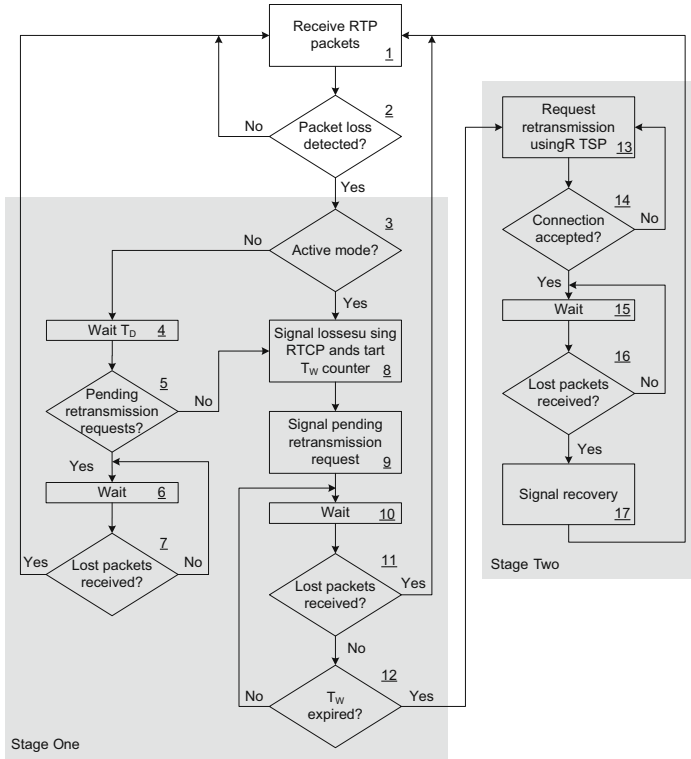 Receive RTP
packets
1
2
Packet loss
detected?
No
Yes
3
Active mode?
No
Yes
Wait TD 4
5
Pending
retransmission
requests?
No
Yes
Wait 6
7
Lost packets
received?
Yes
No
Signal lossesu sing
RTCP ands tart
TW counter 8
Signal pending
retransmission
request
9
Wait 10
11
Lost packets
received?
Yes
No
12
TW
expired?
No
Yes
Stage One
Request
retransmission
usingR TSP 13
14
Connection
accepted?
No
Yes
Wait 15
16
Lost packets
received?
No
Yes
Signal recovery
17
Stage Two